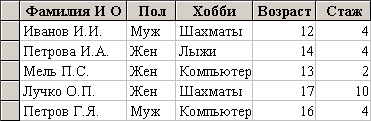 Фамилия И О Пол Хобби Возраст Стаж
Иванов И.И. Муж Шахматы 12 4
Петрова И.А. Жен Лыжи 14 4
Мель П.С. Жен Компьютер 13 2
Лучко О.П. Жен Шахматы 17 10
Петров Г.Я. Муж Компьютер 16 4